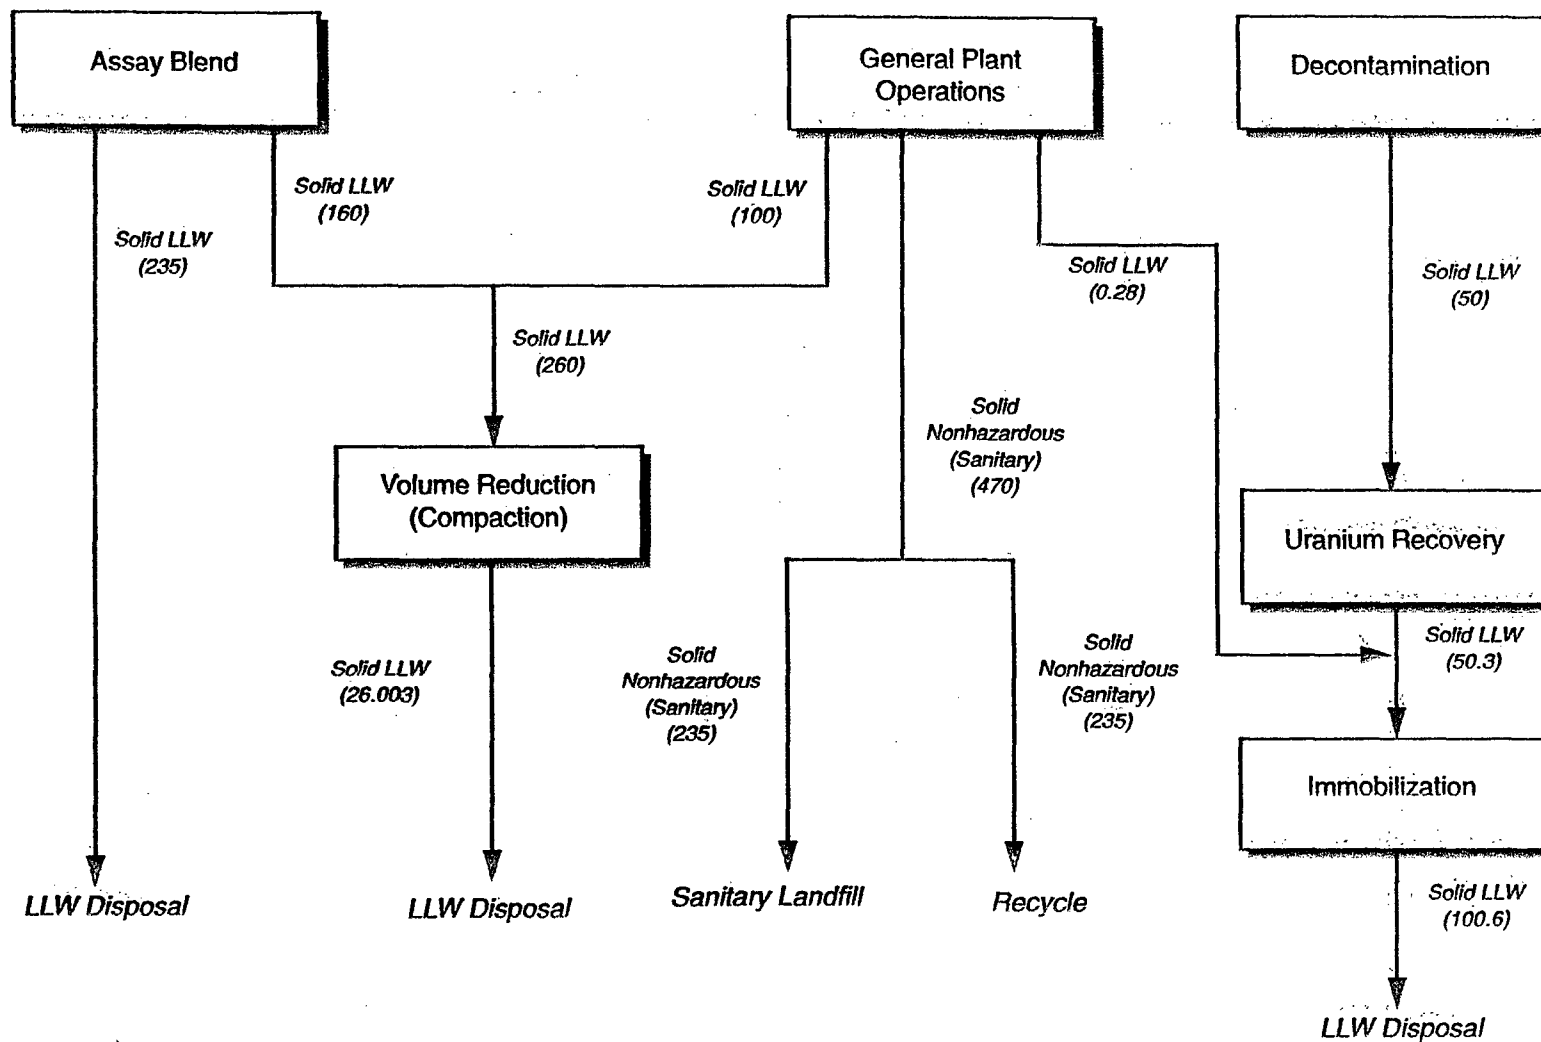 Assay Blend
General Plant
Operations
Decontamination
Solid LLW
(160)
Solid LLW
(100)
Solid LLW
(235)
Solid LLW
(0.28)
Solid LLW
(50)
Solid LLW
(260)
Solid
Nonhazardous
(Sanitary)
(470)
Volume Reduction
(Compaction)
Uranium Recovery
Solid LLW
(26.003)
Solid
Nonhazardous
(Sanitary)
(235)
Solid
Nonhazardous
(Sanitary)
(235)
Solid LLW
(50.3)
Immobilization
LLW Disposal
LLW Disposal
Sanitary Landfill
Recycle
Solid LLW
(100.6)
LLW Disposal